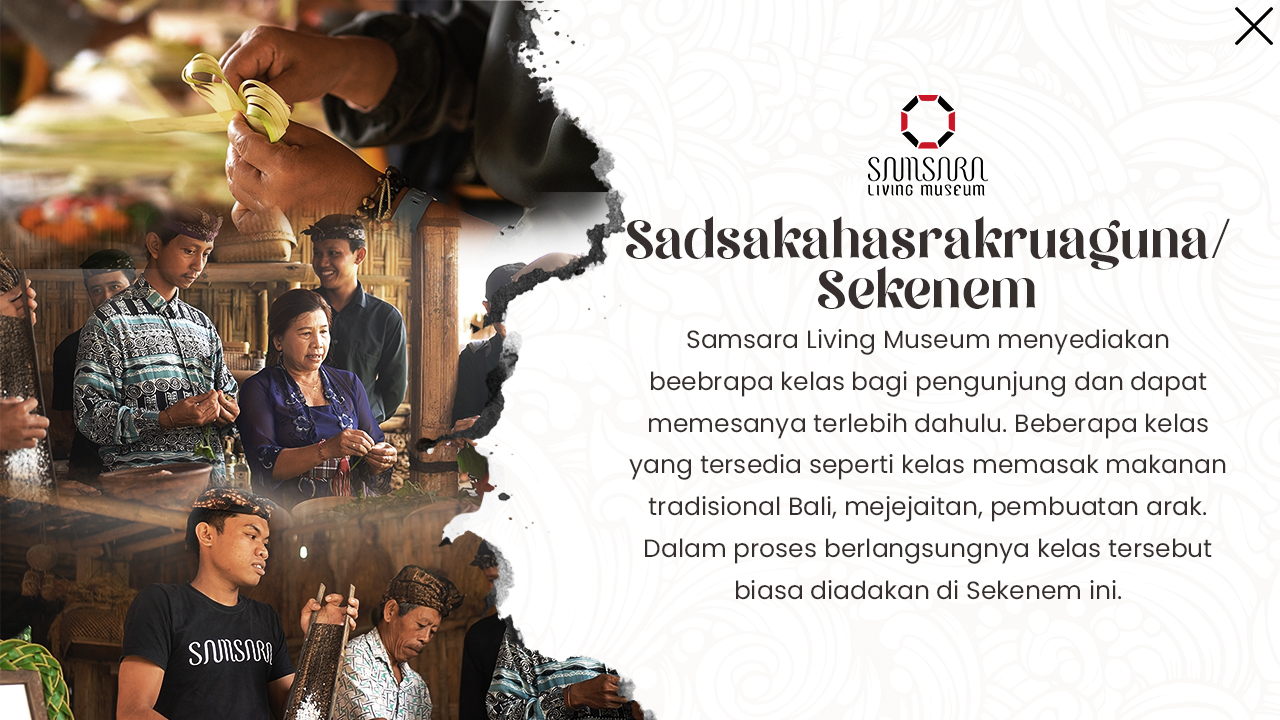 SAMSARA
LIVING MUSEUM
Sadsakahasrakruaguna/
Sekenem
Samsara Living Museum menyediakan
beebrapa kelas bagi pengunjung dan dapat
memesanya terlebih dahulu. Beberapa kelas
yang tersedia seperti kelas memasak makanan
tradisional Bali, mejejaitan, pembuatan arak.
Dalam proses berlangsungnya kelas tersebut
biasa diadakan di Sekenem ini.
SAMSARA